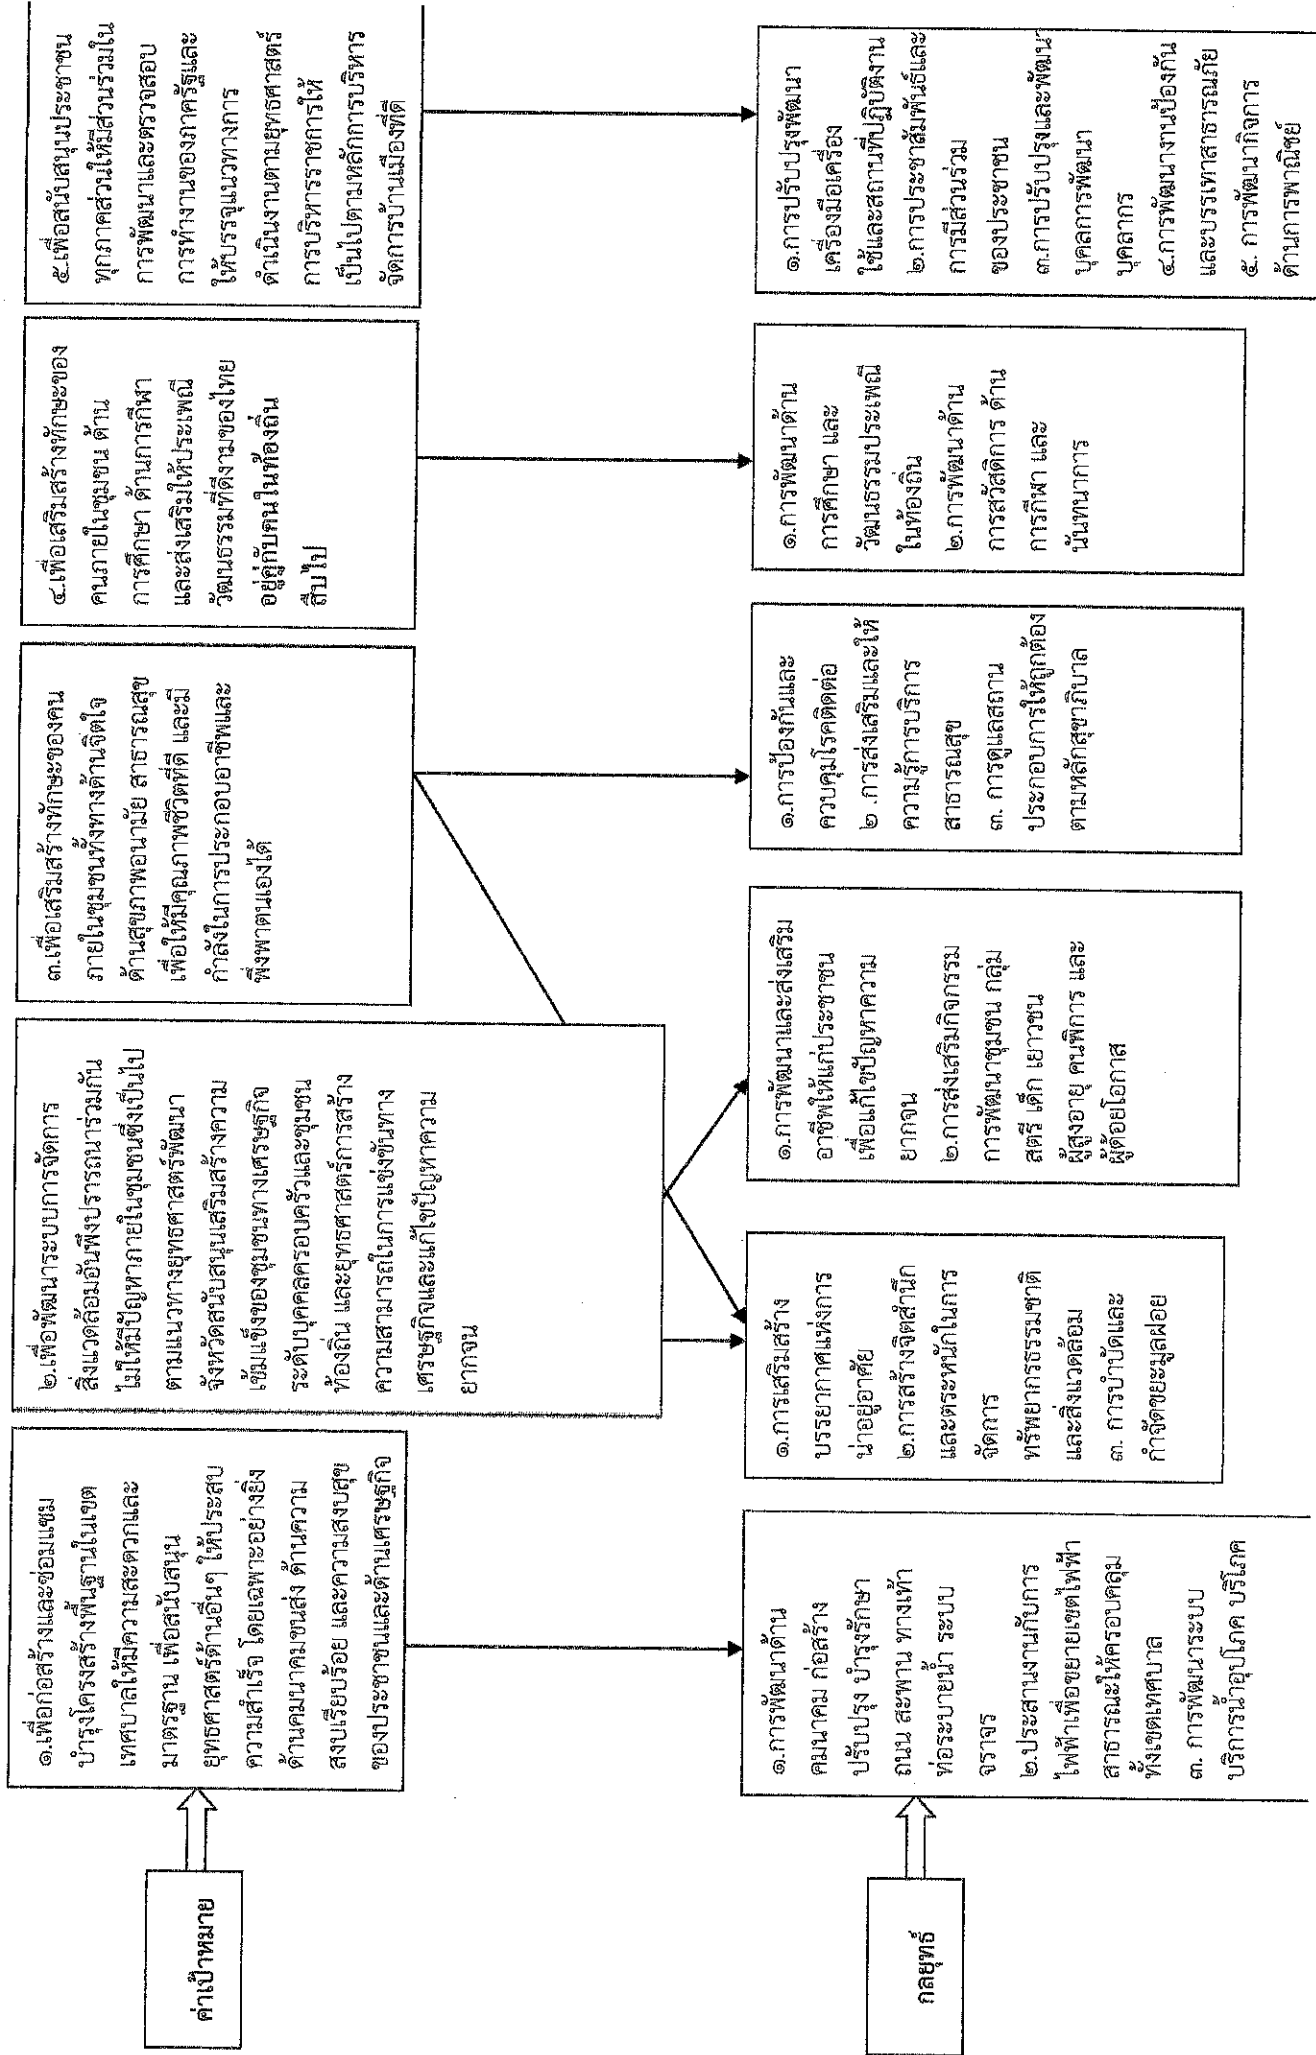 ค่าเป้าหมาย
๑.เพื่อก่อสร้างและซ่อมแซม
บำรุงโครงสร้างพื้นฐานในเขต
เทศบาลให้มีความสะดวกและ
มาตรฐาน เพื่อสนับสนุน
ยุทธศาสตร์ด้านอื่นๆ ให้ประสบ
ความสำเร็จ โดยเฉพาะอย่างยิ่ง
ด้านคมนาคมขนส่ง ด้านความ
สงบเรียบร้อย และความสงบสุข
ของประชาชนและด้านเศรษฐกิจ
๒.เพื่อพัฒนาระบบการจัดการ
สิ่งแวดล้อมอันพึงปรารถนาร่วมกัน
ไม่ให้มีปัญหาภายในชุมชนซึ่งเป็นไป
ตามแนวทางยุทธศาสตร์พัฒนา
จังหวัดสนับสนุนเสริมสร้างความ
เข้มแข็งของชุมชนทางเศรษฐกิจ
ระดับบุคคลครอบครัวและชุมชน
ท้องถิ่น และยุทธศาสตร์การสร้าง
ความสามารถในการแข่งขันทาง
เศรษฐกิจและแก้ไขปัญหาความ
ยากจน
๓.เพื่อเสริมสร้างทักษะของคน
ภายในชุมชนทั้งทางด้านจิตใจ
ด้านสุขภาพอนามัย สาธารณสุข
เพื่อให้มีคุณภาพชีวิตที่ดี และมี
กำลังในการประกอบอาชีพและ
พึ่งพาตนเองได้
๔.เพื่อเสริมสร้างทักษะของ
คนภายในชุมชน ด้าน
การศึกษา ด้านการกีฬา
และส่งเสริมให้ประเพณี
วัฒนธรรมที่ดีงามของไทย
อยู่คู่กับคนในท้องถิ่น
สืบไป
๕.เพื่อสนับสนุนประชาชน
ทุกภาคส่วนให้มีส่วนร่วมใน
การพัฒนาและตรวจสอบ
การทำงานของภาครัฐและ
ให้บรรจุแนวทางการ
ดำเนินงานตามยุทธศาสตร์
การบริหารราชการให้
เป็นไปตามหลักการบริหาร
จัดการบ้านเมืองที่ดี
กลยุทธ์
๑.การพัฒนาด้าน
คมนาคม ก่อสร้าง
ปรับปรุง บำรุงรักษา
ถนน สะพาน ทางเท้า
ท่อระบายน้ำ ระบบ
จราจร
๒.ประสานงานกับการ
ไฟฟ้าเพื่อขยายเขตไฟฟ้า
สาธารณะให้ครอบคลุม
ทั้งเขตเทศบาล
๓. การพัฒนาระบบ
บริการน้ำอุปโภค บริโภค
๑.การเสริมสร้าง
บรรยากาศแห่งการ
น่าอยู่อาศัย
๒.การสร้างจิตสำนึก
และตระหนักในการ
จัดการ
ทรัพยากรธรรมชาติ
และสิ่งแวดล้อม
๓. การบำบัดและ
กำจัดขยะมูลฝอย
๑.การพัฒนาและส่งเสริม
อาชีพให้แก่ประชาชน
เพื่อแก้ไขปัญหาความ
ยากจน
๒.การส่งเสริมกิจกรรม
การพัฒนาชุมชน กลุ่ม
สตรี เด็ก เยาวชน
ผู้สูงอายุ คนพิการ และ
ผู้ด้อยโอกาส
๑.การป้องกันและ
ควบคุมโรคติดต่อ
๒ .การส่งเสริมและให้
ความรู้การบริการ
สาธารณสุข
๓. การดูแลสถาน
ประกอบการให้ถูกต้อง
ตามหลักสุขาภิบาล
๑.การพัฒนาด้าน
การศึกษา และ
วัฒนธรรมประเพณี
ในท้องถิ่น
๒.การพัฒนาด้าน
การสวัสดิการ ด้าน
การกีฬา และ
นันทนาการ
๑.การปรับปรุงพัฒนา
เครื่องมือเครื่อง
ใช้และสถานที่ปฏิบัติงาน
๒.การประชาสัมพันธ์และ
การมีส่วนร่วม
ของประชาชน
๓.การปรับปรุงและพัฒนา
บุคลการพัฒนา
บุคลากร
๔.การพัฒนางานป้องกัน
และบรรเทาสาธารณภัย
๕. การพัฒนากิจการ
ด้านการพาณิชย์